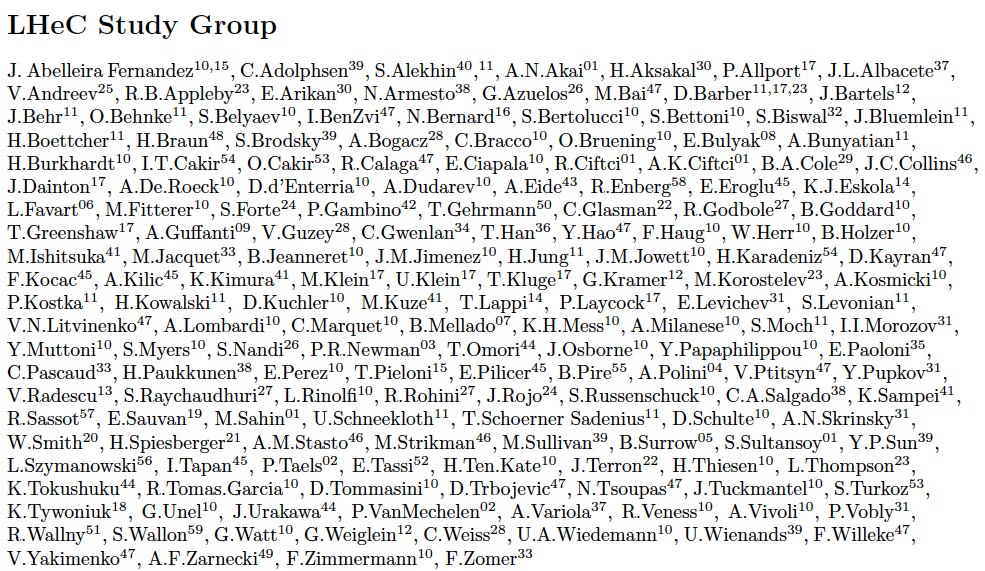 LHeC Study Group
J. Abelleira Fernandez10,15, C.Adolphsen39, S.Alekhin40,11, A.N.Akai01, H.Aksakal30, P.Allport17, J.L.Albacete37,
V.Andreev25, R.B.Appleby23, E.Arikan30, N.Armesto38, G.Azuelos26, M.Bai47, D.Barber11,17,23, J.Bartels12,
J.Behr11, O.Behnke11, S.Belyaev10, I.BenZvi47, N.Bernard16, S.Bertolucci10, S.Bettoni10, S.Biswal32, J.Bluemlein11,
H.Boettcher11, H.Braun48, S.Brodsky39, A.Bogacz28, C.Bracco10, O.Bruening10, E.Bulyak08, A.Bunyatian11,
H.Burkhardt10, I.T.Cakir54, O.Cakir53, R.Calaga47, E.Ciapala10, R.Ciftci01, A.K.Ciftci01, B.A.Cole29, J.C.Collins46,
J.Dainton17, A.De.Roeck10, D.d'Enterria10, A.Dudarev10, A.Eide43, R.Enberg58, E.Eroglu45, K.J.Eskola14,
L.Favart06, M.Fitterer10, S.Forte24, P.Gambino42, T.Gehrmann50, C.Glasman22, R.Godbole27, B.Goddard10,
T.Greenshaw17, A.Guffanti09, V.Guzey28, C.Gwenlan34, T.Han36, Y.Hao47, F.Haug10, W.Herr10, B.Holzer10,
M.Ishitsuka41, M.Jacquet33, B.Jeanneret10, J.M.Jimenez10, H.Jung11, J.M.Jowett10, H.Karadeniz54, D.Kayran47,
F.Kocac45, A.Kilic45, K.Kimura41, M.Klein17, U.Klein17, T.Kluge17, G.Kramer12, M.Korostelev23, A.Kosmicki10,
P.Kostka11, H.Kowalski11, D.Kuchler10, M.Kuze41, T.Lappi14, P.Laycock17, E.Levichev31, S.Levonian11,
V.N.Litvinenko47, A.Lombardi10, C.Marquet10, B.Mellado07, K.H.Mess10, A.Milanese10, S.Moch11, I.I.Morozov31,
Y.Muttoni10, S.Myers10, S.Nandi26, P.R.Newman03, T.Omori44, J.Osborne10, Y.Papaphilippou10, E.Paoloni35,
C.Pascaud33, H.Paukkunen38, E.Perez10, T.Pieloni15, E.Pilicer45, B.Pire55, A.Polini04, V.Ptitsyn47, Y.Pupkov31,
V.Radescu13, S.Raychaudhuri27, L.Rinolfi10, R.Rohini27, J.Rojo24, S.Russenschuck10, C.A.Salgado38, K.Sampei41,
R.Sassot57, E.Sauvan19, M.Sahin01, U.Schneekloth11, T.Schoerner Sadenius11, D.Schulte10, A.N.Skrinsky31,
W.Smith20, H.Spiesberger21, A.M.Stasto46, M.Strikman46, M.Sullivan39, B.Surrow05, S.Sultansoy01, Y.P.Sun39,
L.Szymanowski56, I.Tapan45, P.Taels02, E.Tassi52, H.Ten.Kate10, J.Terron22, H.Thiesen10, L.Thompson23,
K.Tokushuku44, R.Tomas.Garcia10, D.Tommasini10, D.Trbojevic47, N.Tsoupas47, J.Tuckmantel10, S.Turkoz53,
K.Tywoniuk18, G.Unel10, J.Urakawa44, P.VanMechelen02, A.Variola37, R.Veness10, A.Vivoli10, P.Vobly31,
R.Wallny51, S.Wallon59, G.Watt10, G.Weiglein12, C.Weiss28, U.A.Wiedemann10, U.Wienands39, F.Willeke47,
V.Yakimenko47, A.F.Zarnecki49, F.Zimmermann10, F.Zomer33